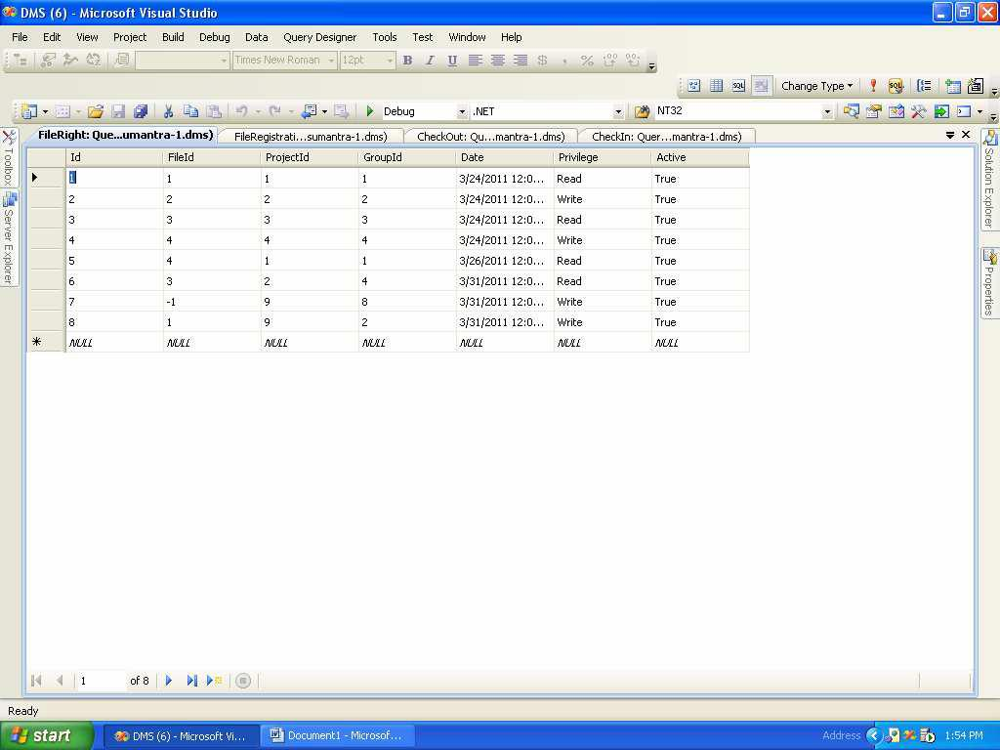 DMS (6) - Microsoft Visual Studio
File Edit View Project Build Debug Data Query Designer Tools Test Window Help
Times New Roman 12pt B I U $ , %
SQL Change Type ! SQL
Debug .NET NT32
FileRight: Que...umantra-1.dms) FileRegistrati...sumantra-1.dms) CheckOut: Qu...mantra-1.dms) CheckIn: Quer...mantra-1.dms)
Toolbox
Server Explorer
Id FileId ProjectId GroupId Date Privilege Active
1 1 1 1 3/24/2011 12:0... Read True
2 2 2 2 3/24/2011 12:0... Write True
3 3 3 3 3/24/2011 12:0... Read True
4 4 4 4 3/24/2011 12:0... Write True
5 4 1 1 3/26/2011 12:0... Read True
6 3 2 4 3/31/2011 12:0... Read True
7 -1 9 8 3/31/2011 12:0... Write True
8 1 9 2 3/31/2011 12:0... Write True
NULL NULL NULL NULL NULL NULL NULL
Solution Explorer
Properties
1 of 8
Ready
start DMS (6) - Microsoft Vi... Document1 - Microsof... Address 1:54 PM